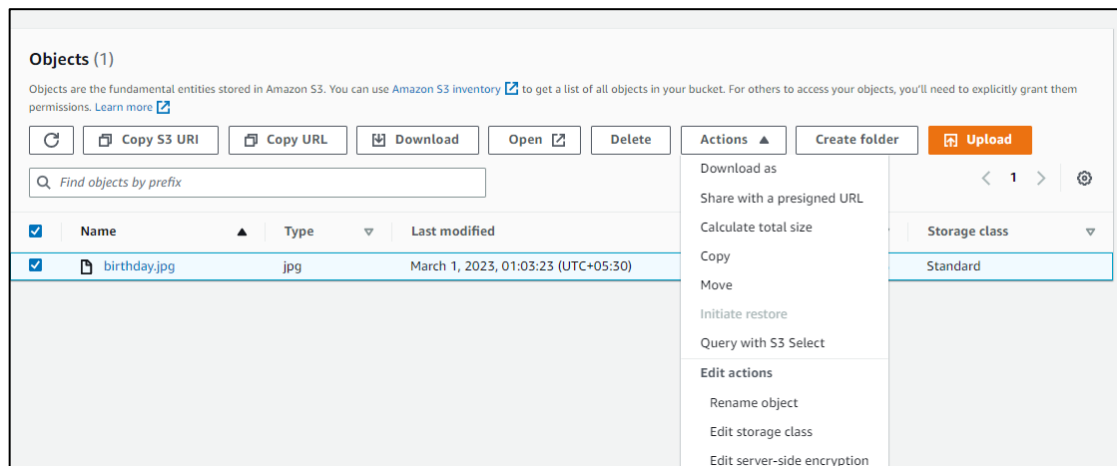 Objects (1)
Objects are the fundamental entities stored in Amazon S3. You can use Amazon S3 inventory to get a list of all objects in your bucket. For others to access your objects, you'll need to explicitly grant them
permissions. Learn more
Copy S3 URI Copy URL Download Open Delete Actions Create folder Upload
Find objects by prefix
1
Name Type Last modified Storage class
birthday.jpg jpg March 1, 2023, 01:03:23 (UTC+05:30) Standard
Download as
Share with a presigned URL
Calculate total size
Copy
Move
Initiate restore
Query with S3 Select
Edit actions
Rename object
Edit storage class
Edit server-side encryption